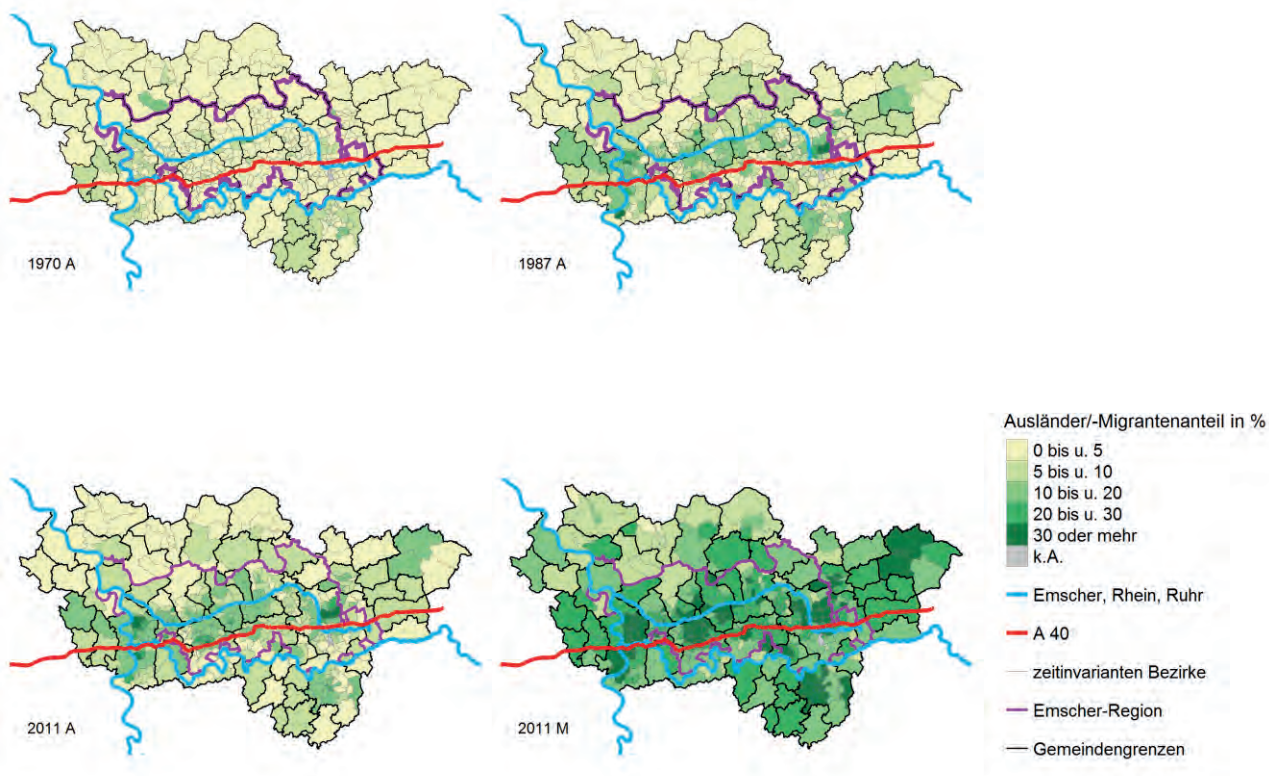 1970 A
1987 A
2011 A
2011 M
Ausländer/-Migrantenanteil in %
0 bis u. 5
5 bis u. 10
10 bis u. 20
20 bis u. 30
30 oder mehr
k.A.
Emscher, Rhein, Ruhr
A 40
zeitinvarianten Bezirke
Emscher-Region
Gemeindengrenzen